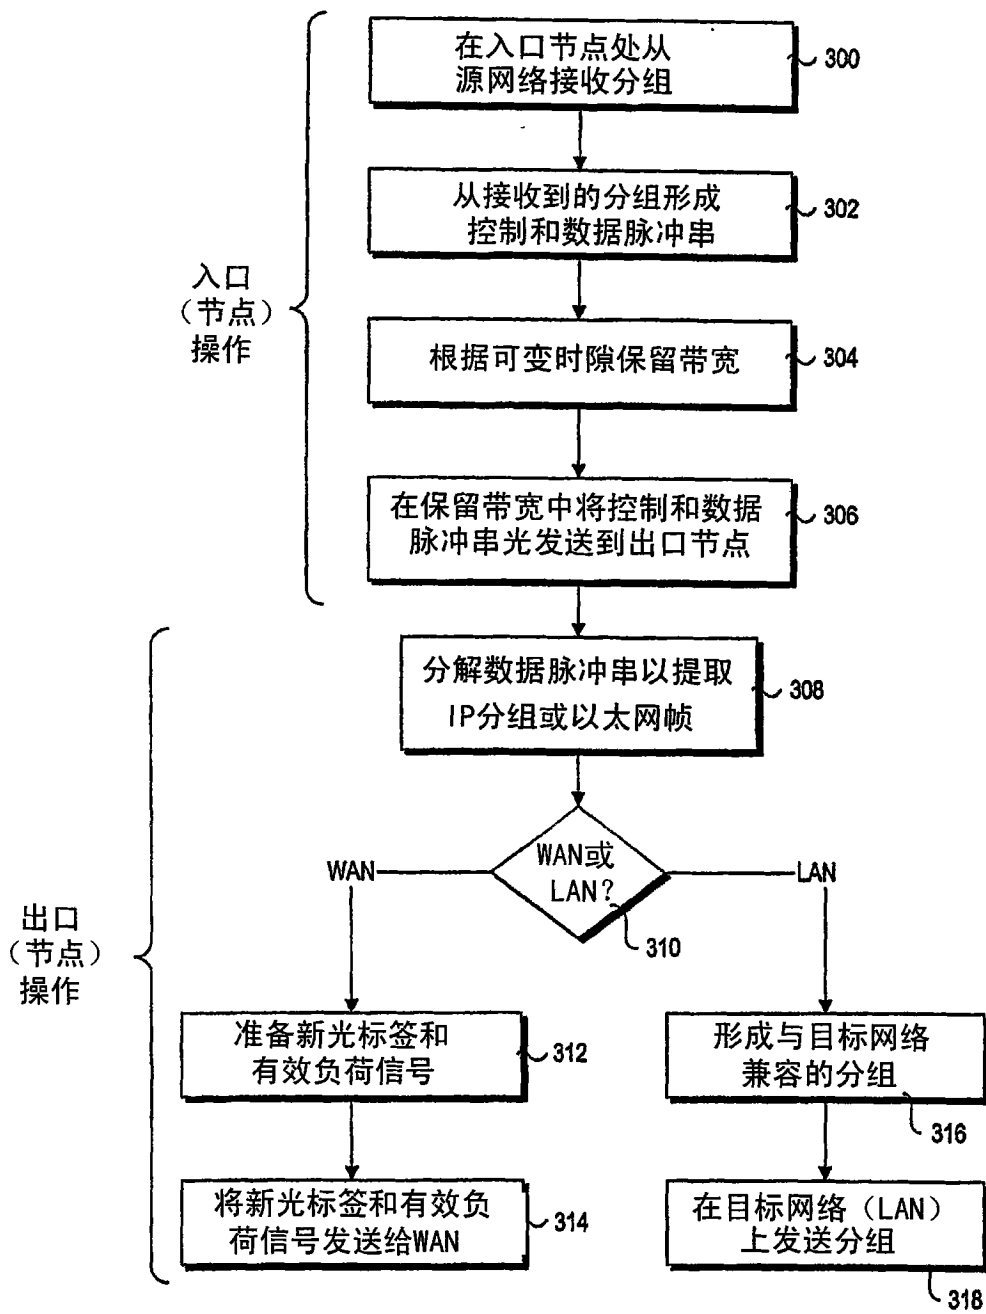 在入口节点处从
源网络接收分组
300
从接收到的分组形成
控制和数据脉冲串
302
入口
（节点）
操作
根据可变时隙保留带宽
304
在保留带宽中将控制和数据
脉冲串光发送到出口节点
306
分解数据脉冲串以提取
IP分组或以太网帧
308
WAN或
LAN?
310
WAN
LAN
出口
（节点）
操作
准备新光标签和
有效负荷信号
312
形成与目标网络
兼容的分组
316
将新光标签和有效负
荷信号发送给WAN
314
在目标网络（LAN）
上发送分组
318